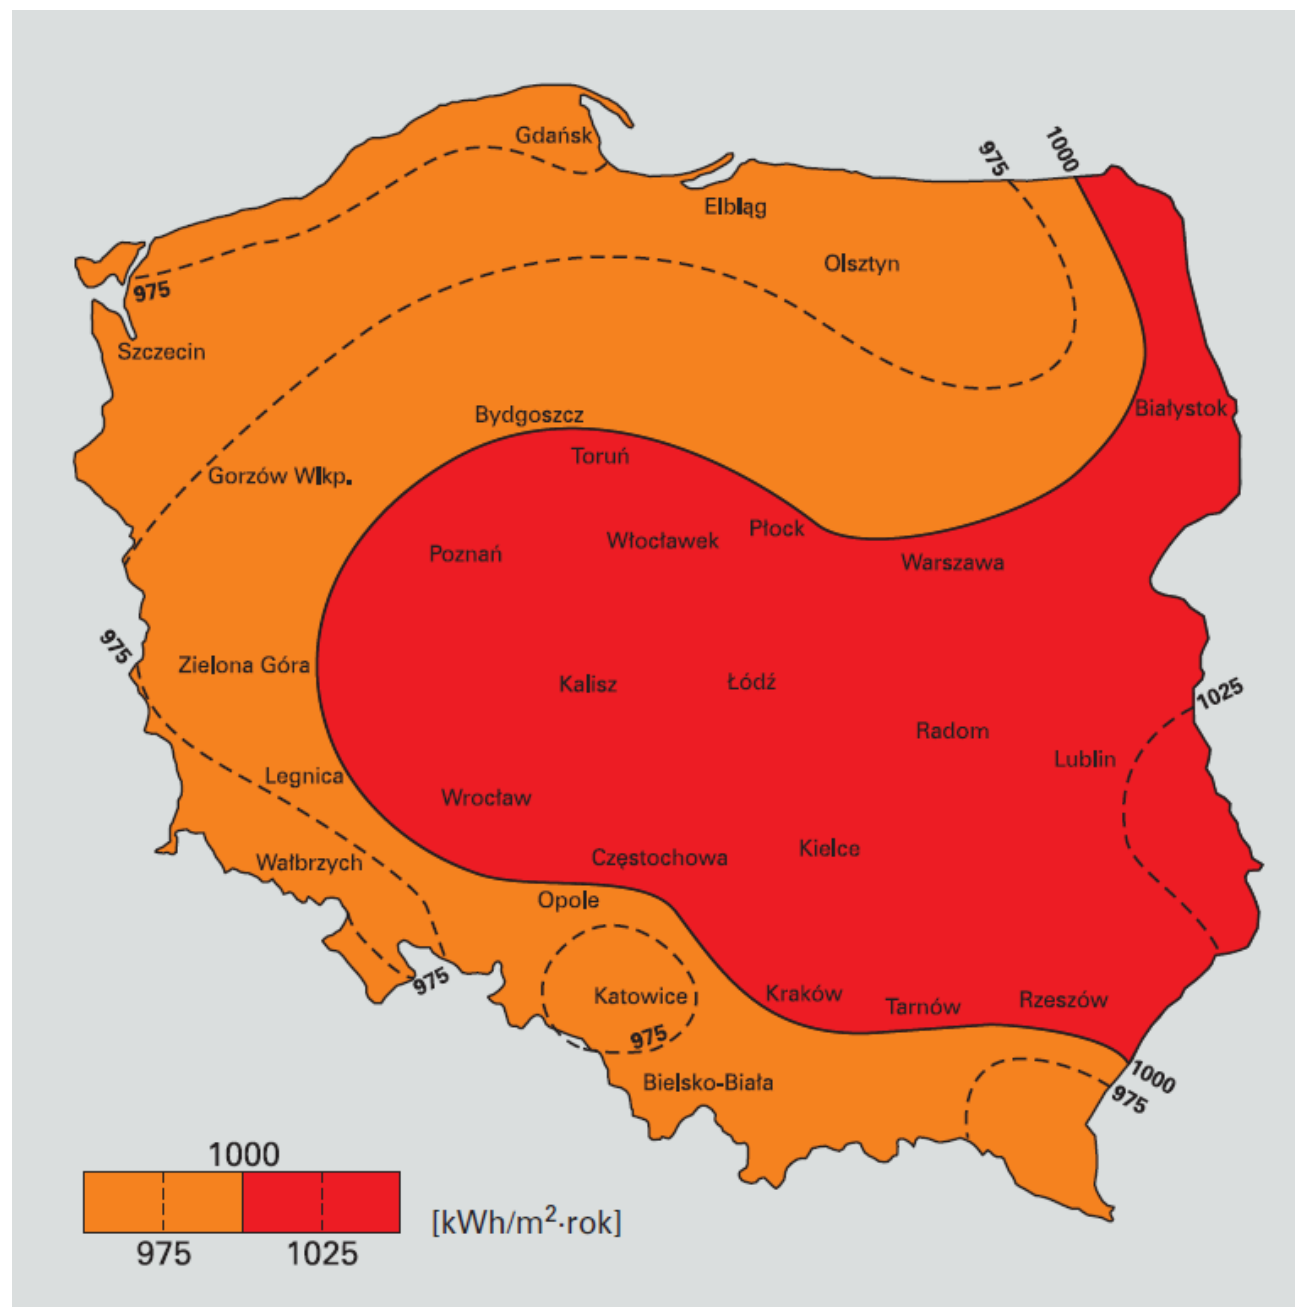 Gdańsk
1000
975
Elbląg
Olsztyn
975
Szczecin
Białystok
Bydgoszcz
Toruń
Gorzów Wlkp.
Płock
Włocławek
Poznań
Warszawa
975
Zielona Góra
Kalisz
Łódź
1025
Radom
Lublin
Legnica
Wrocław
Kielce
Częstochowa
Wałbrzych
Opole
975
Katowice
Kraków
Tarnów
Rzeszów
975
1000
975
Bielsko-Biała
1000
975
1025
[kWh/m²·rok]